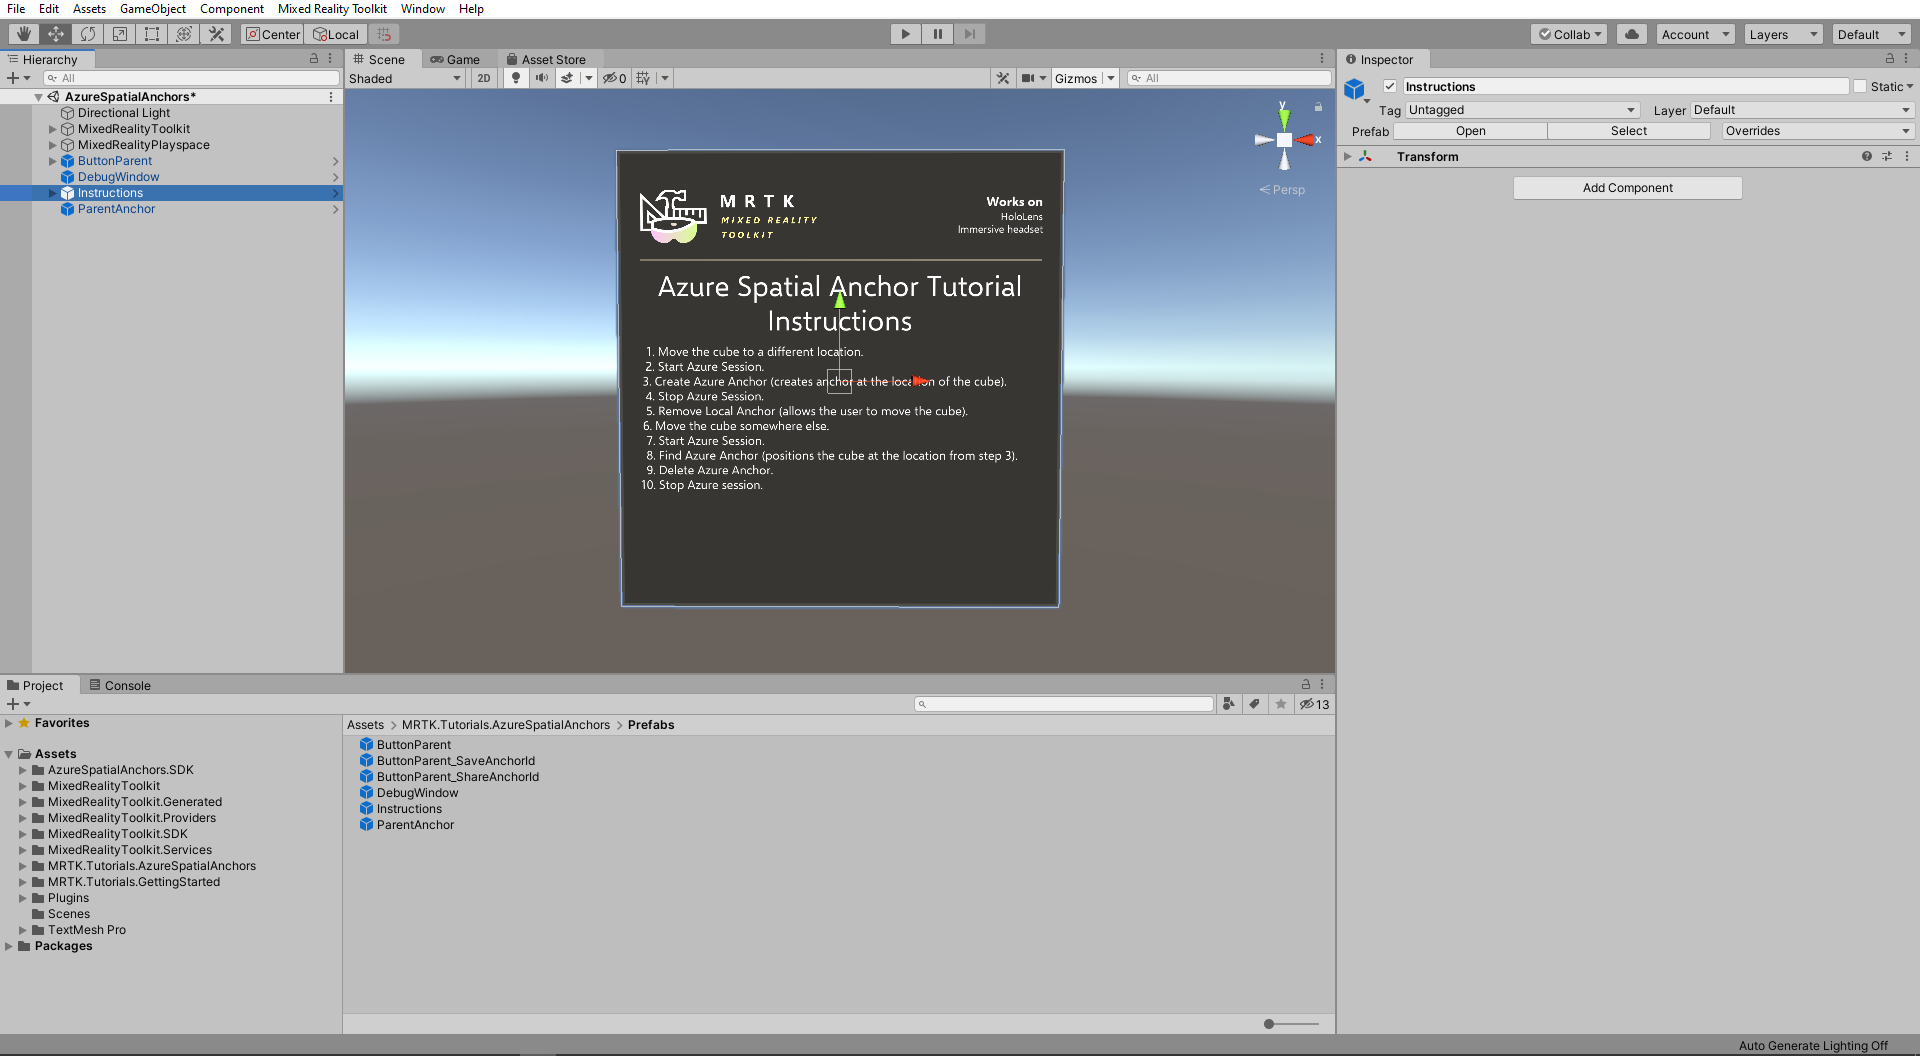 File Edit Assets GameObject Component Mixed Reality Toolkit Window Help
Center Local Collab Account Layers Default
Hierarchy
All
AzureSpatialAnchors*
Directional Light
MixedRealityToolkit
MixedRealityPlayspace
ButtonParent
DebugWindow
Instructions
ParentAnchor
Scene Game Asset Store
Shaded 2D 0 Gizmos All
y
x
Persp
MRTK
MIXED REALITY
TOOLKIT
Works on
HoloLens
Immersive headset
Azure Spatial Anchor Tutorial
Instructions
1. Move the cube to a different location.
2. Start Azure Session.
3. Create Azure Anchor (creates anchor at the location of the cube).
4. Stop Azure Session.
5. Remove Local Anchor (allows the user to move the cube).
6. Move the cube somewhere else.
7. Start Azure Session.
8. Find Azure Anchor (positions the cube at the location from step 3).
9. Delete Azure Anchor.
10. Stop Azure session.
Inspector
Instructions Static
Tag Untagged Layer Default
Prefab Open Select Overrides
Transform
Add Component
Project Console
13
Favorites
Assets
AzureSpatialAnchors.SDK
MixedRealityToolkit
MixedRealityToolkit.Generated
MixedRealityToolkit.Providers
MixedRealityToolkit.SDK
MixedRealityToolkit.Services
MRTK.Tutorials.AzureSpatialAnchors
MRTK.Tutorials.GettingStarted
Plugins
Scenes
TextMesh Pro
Packages
Assets > MRTK.Tutorials.AzureSpatialAnchors > Prefabs
ButtonParent
ButtonParent_SaveAnchorId
ButtonParent_ShareAnchorId
DebugWindow
Instructions
ParentAnchor
Auto Generate Lighting Off